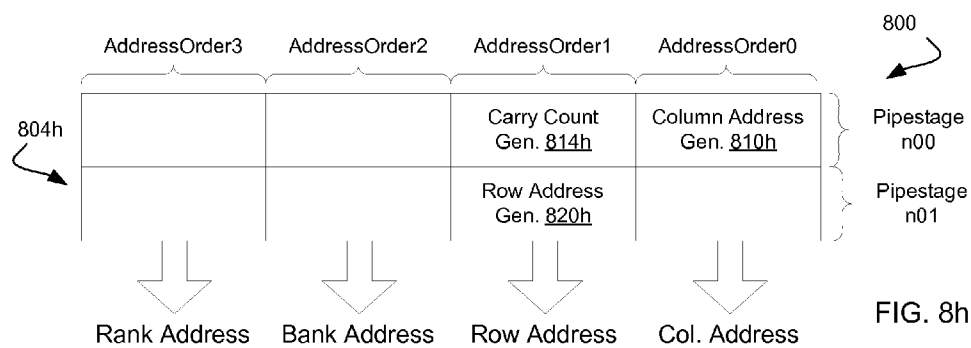 800
AddressOrder3 AddressOrder2 AddressOrder1 AddressOrder0
804h
Carry Count
Gen. 814h
Column Address
Gen. 810h
Pipestage
n00
Row Address
Gen. 820h
Pipestage
n01
Rank Address Bank Address Row Address Col. Address
FIG. 8h